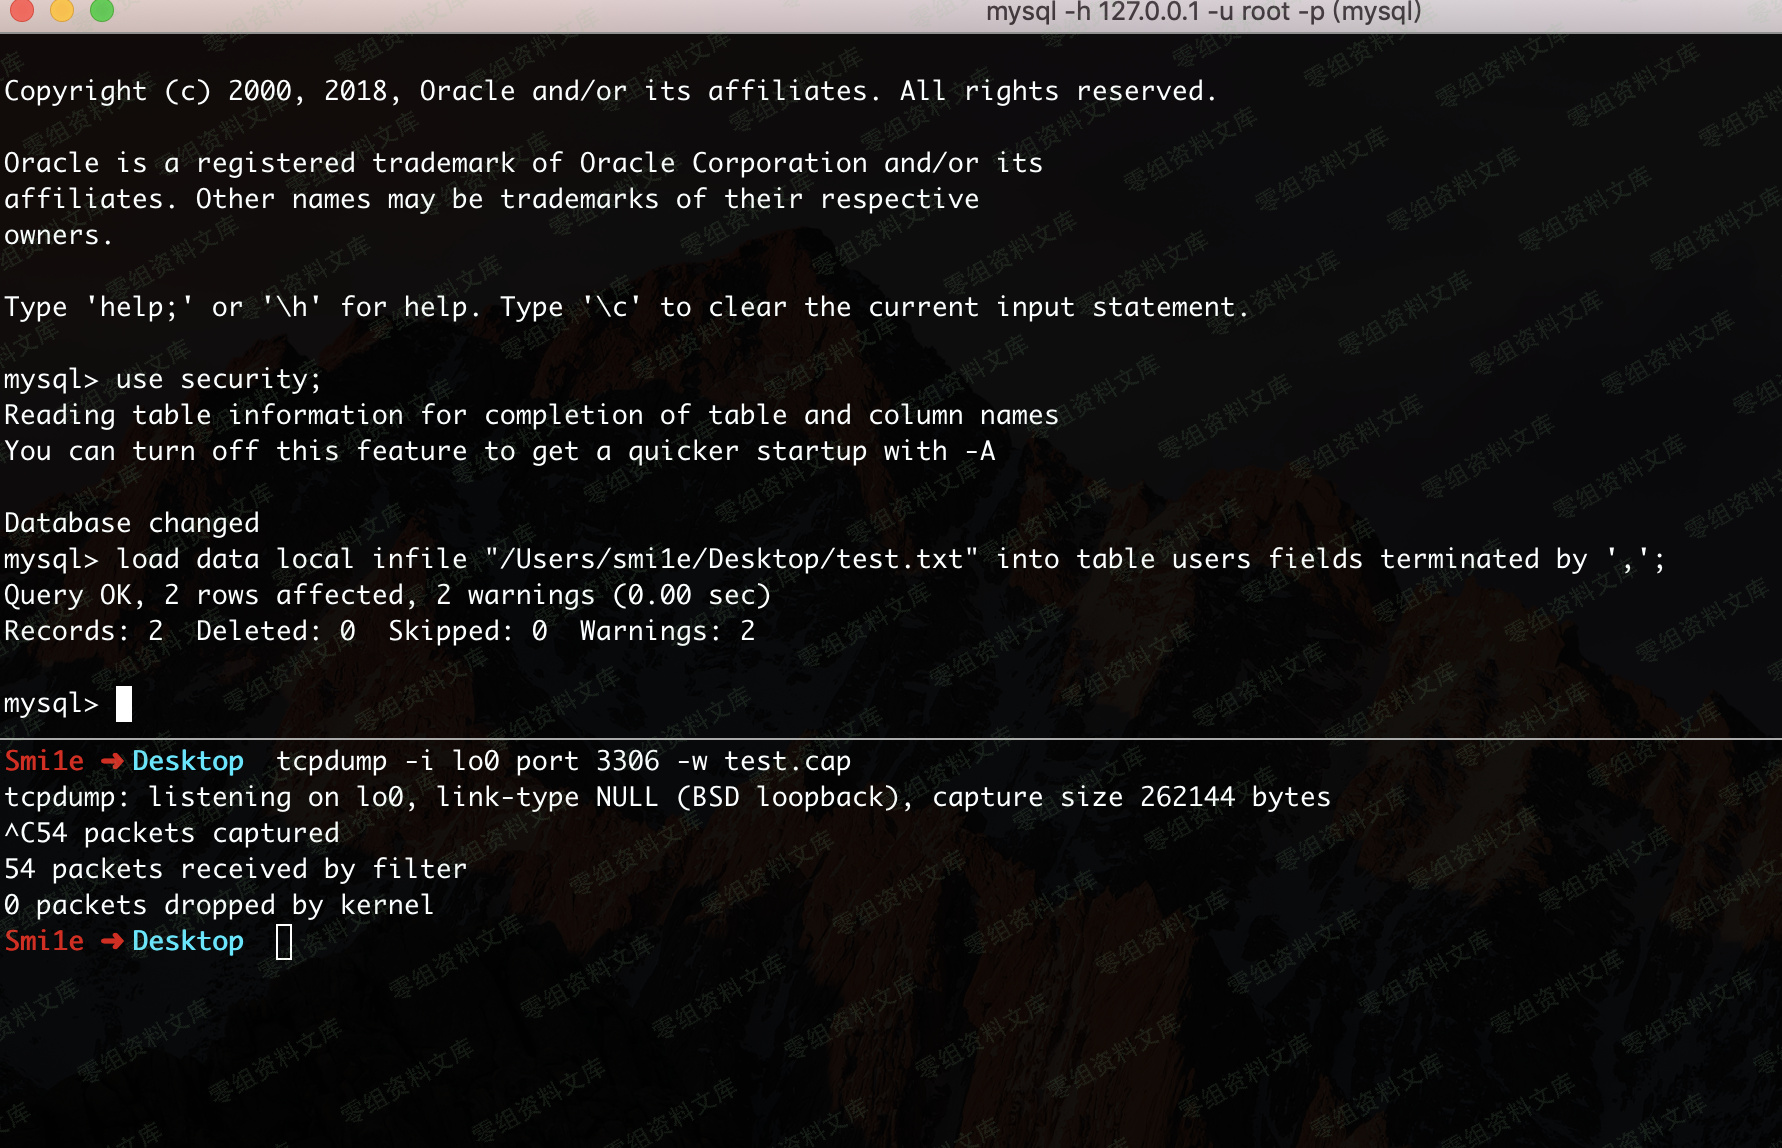 mysql -h 127.0.0.1 -u root -p (mysql)
Copyright (c) 2000, 2018, Oracle and/or its affiliates. All rights reserved.
Oracle is a registered trademark of Oracle Corporation and/or its
affiliates. Other names may be trademarks of their respective
owners.
Type 'help;' or '\h' for help. Type '\c' to clear the current input statement.
mysql> use security;
Reading table information for completion of table and column names
You can turn off this feature to get a quicker startup with -A
Database changed
mysql> load data local infile "/Users/smi1e/Desktop/test.txt" into table users fields terminated by ',';
Query OK, 2 rows affected, 2 warnings (0.00 sec)
Records: 2  Deleted: 0  Skipped: 0  Warnings: 2
mysql>
Smi1e ➜ Desktop  tcpdump -i lo0 port 3306 -w test.cap
tcpdump: listening on lo0, link-type NULL (BSD loopback), capture size 262144 bytes
^C54 packets captured
54 packets received by filter
0 packets dropped by kernel
Smi1e ➜ Desktop
零组资料文库